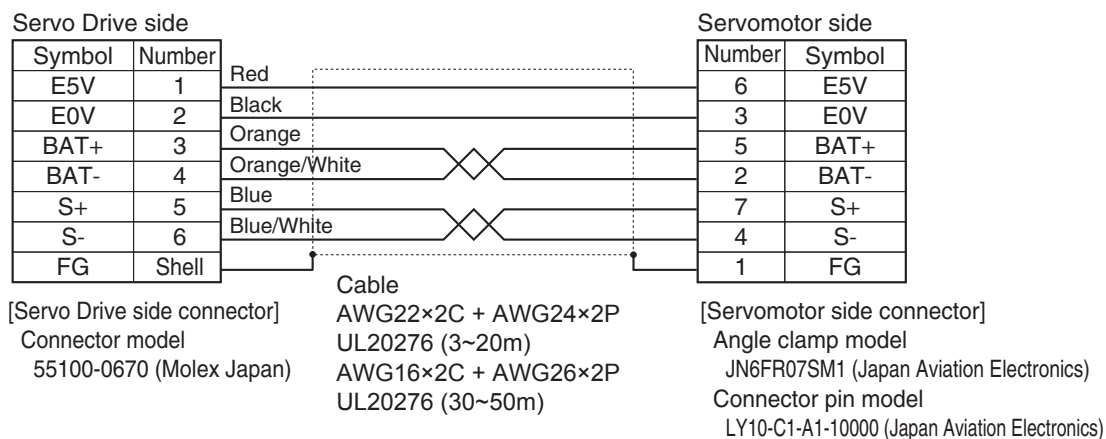 Servo Drive side
Servomotor side
Symbol Number
Number Symbol
E5V 1 Red 6 E5V
E0V 2 Black 3 E0V
BAT+ 3 Orange 5 BAT+
BAT- 4 Orange/White 2 BAT-
S+ 5 Blue 7 S+
S- 6 Blue/White 4 S-
FG Shell 1 FG
[Servo Drive side connector]
Connector model
55100-0670 (Molex Japan)
Cable
AWG22×2C + AWG24×2P
UL20276 (3~20m)
AWG16×2C + AWG26×2P
UL20276 (30~50m)
[Servomotor side connector]
Angle clamp model
JN6FR07SM1 (Japan Aviation Electronics)
Connector pin model
LY10-C1-A1-10000 (Japan Aviation Electronics)